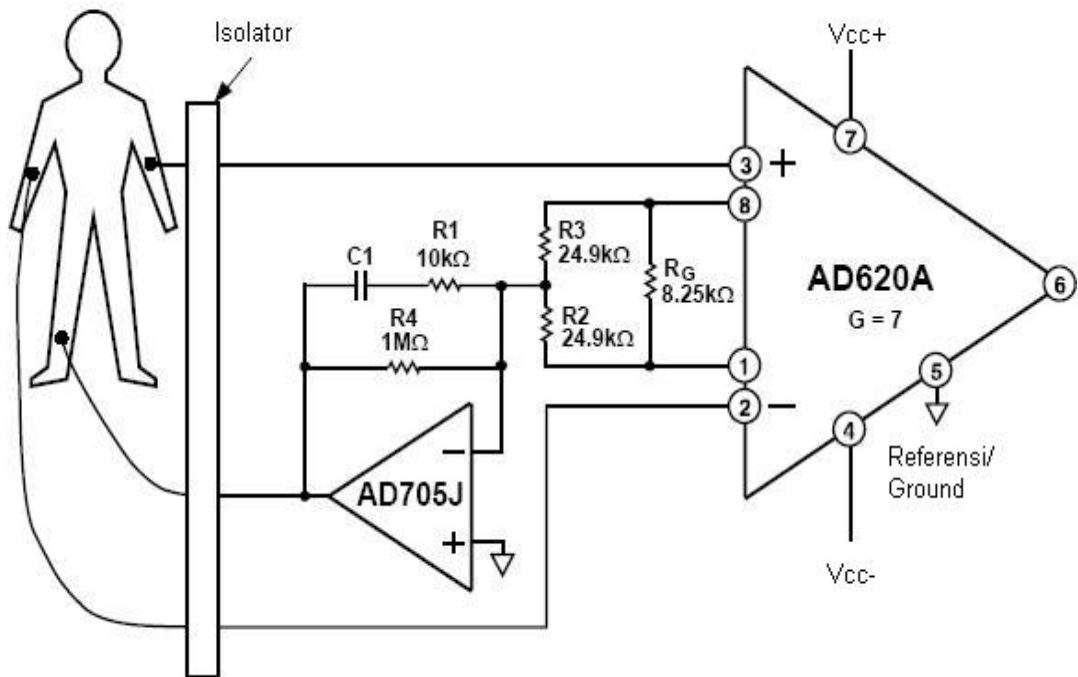 Isolator
Vcc+
7
3 +
8
R3
24.9kΩ
R1
10kΩ
C1
RG
8.25kΩ
AD620A
G = 7
6
R2
24.9kΩ
R4
1MΩ
1
5
2 −
4
Referensi/
Ground
−
AD705J
+
Vcc-